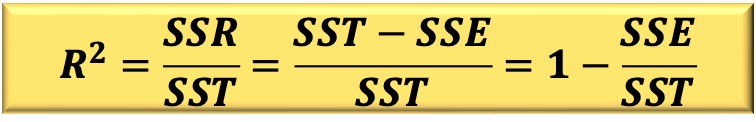 R² = SSR/SST = (SST − SSE)/SST = 1 − SSE/SST